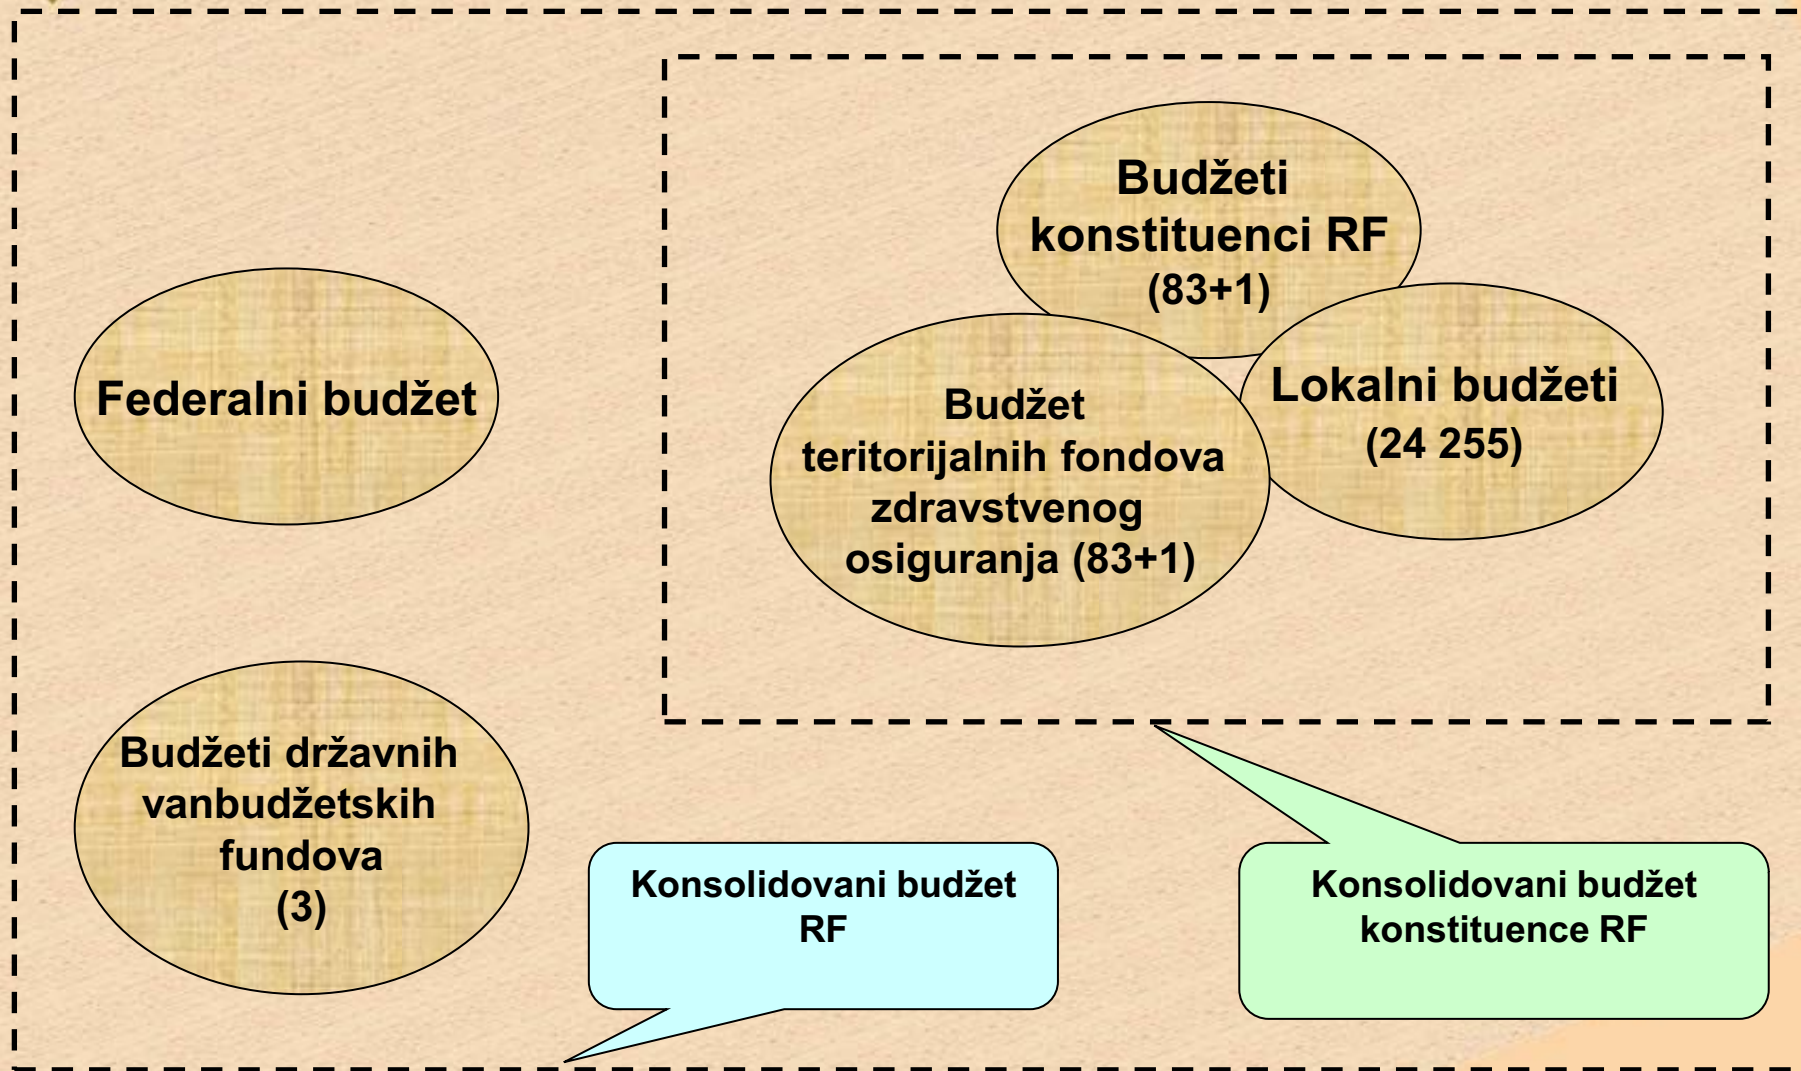 Budžeti
konstituenci RF
(83+1)
Federalni budžet
Lokalni budžeti
(24 255)
Budžet
teritorijalnih fondova
zdravstvenog
osiguranja (83+1)
Budžeti državnih
vanbudžetskih
fundova
(3)
Konsolidovani budžet
RF
Konsolidovani budžet
konstituence RF